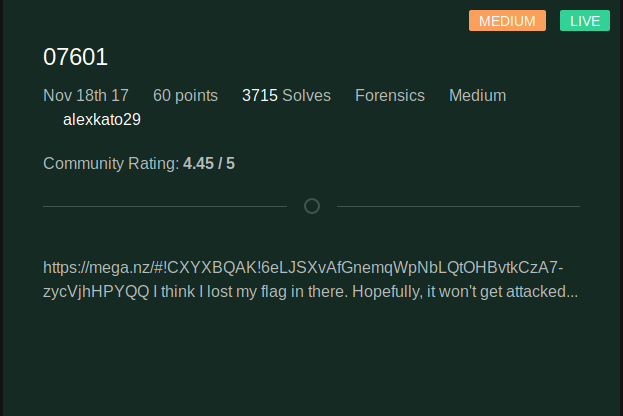 MEDIUM LIVE
07601
Nov 18th 17 60 points 3715 Solves Forensics Medium
alexkato29
Community Rating: 4.45 / 5
https://mega.nz/#!CXYXBQAK!6eLJSXvAfGnemqWpNbLQtOHBvtkCzA7-
zycVjhHPYQQ I think I lost my flag in there. Hopefully, it won't get attacked...